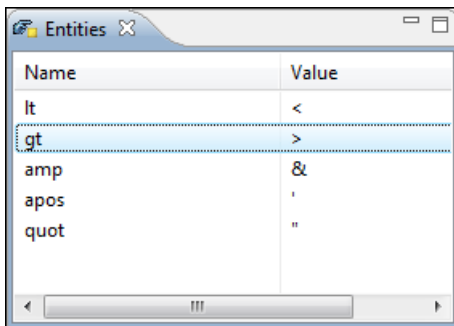 Entities
Name Value
lt <
gt >
amp &
apos '
quot "